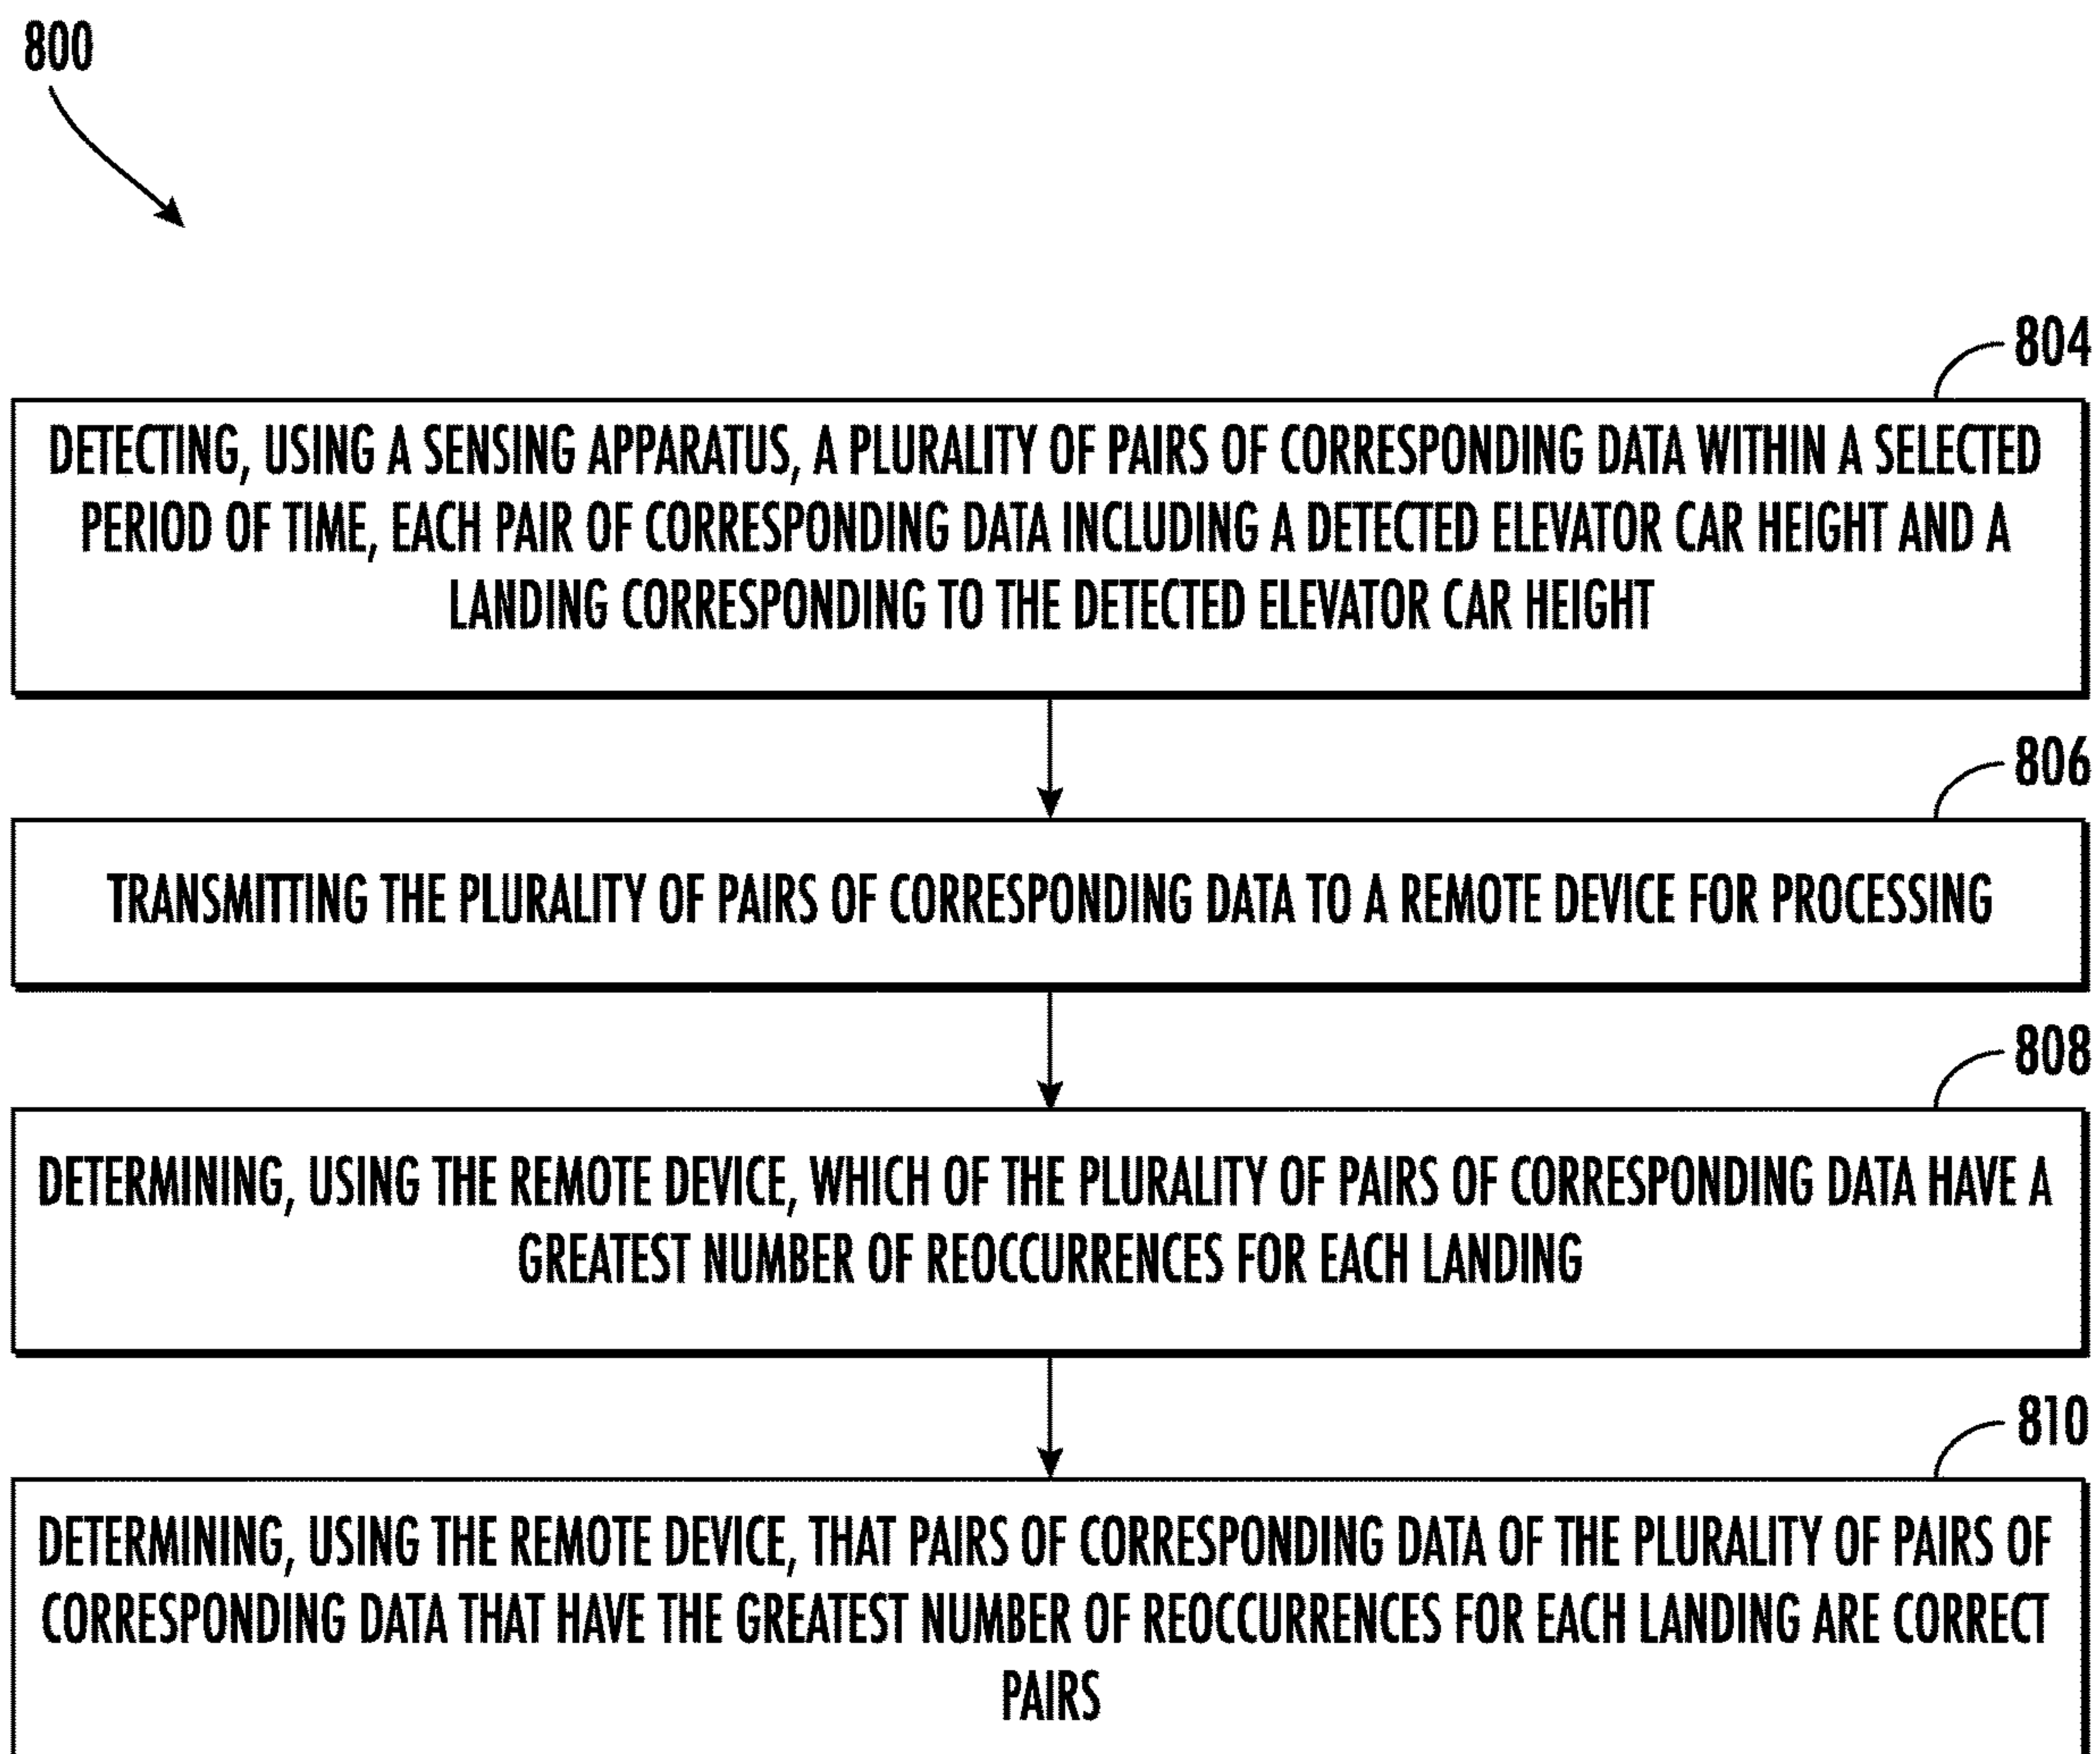 800
804
DETECTING, USING A SENSING APPARATUS, A PLURALITY OF PAIRS OF CORRESPONDING DATA WITHIN A SELECTED
PERIOD OF TIME, EACH PAIR OF CORRESPONDING DATA INCLUDING A DETECTED ELEVATOR CAR HEIGHT AND A
LANDING CORRESPONDING TO THE DETECTED ELEVATOR CAR HEIGHT
806
TRANSMITTING THE PLURALITY OF PAIRS OF CORRESPONDING DATA TO A REMOTE DEVICE FOR PROCESSING
808
DETERMINING, USING THE REMOTE DEVICE, WHICH OF THE PLURALITY OF PAIRS OF CORRESPONDING DATA HAVE A
GREATEST NUMBER OF REOCCURRENCES FOR EACH LANDING
810
DETERMINING, USING THE REMOTE DEVICE, THAT PAIRS OF CORRESPONDING DATA OF THE PLURALITY OF PAIRS OF
CORRESPONDING DATA THAT HAVE THE GREATEST NUMBER OF REOCCURRENCES FOR EACH LANDING ARE CORRECT
PAIRS